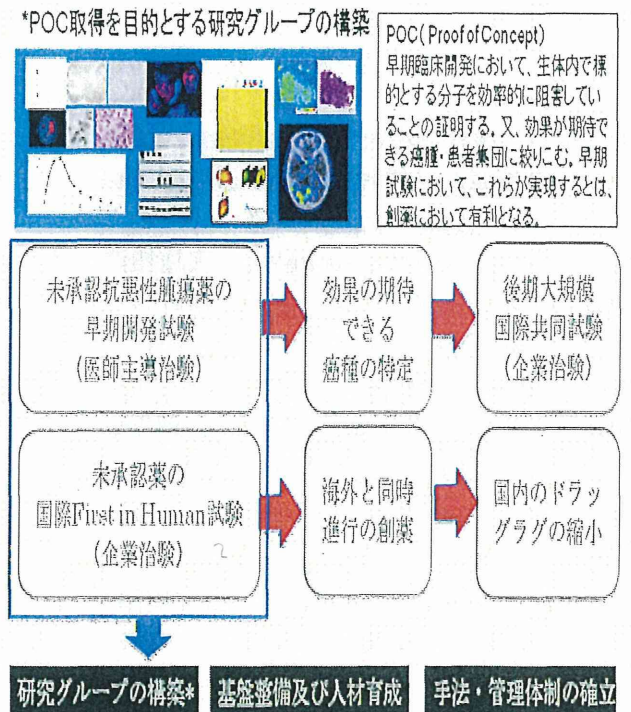 *POC取得を目的とする研究グループの構築
POC(ProofofConcept)
早期臨床開発において、生体内で標
的とする分子を効率的に阻害してい
ることの証明する。又、効果が期待で
きる癌腫・患者集団に絞りこむ。早期
試験において、これらが実現するとは、
創薬において有利となる。
未承認抗悪性腫瘍薬の
早期開発試験
(医師主導治験)
効果の期待
できる
癌種の特定
後期大規模
国際共同試験
(企業治験)
未承認薬の
国際First in Human試験
(企業治験)
2
海外と同時
進行の創薬
国内のドラッ
グラグの縮小
研究グループの構築*
基盤整備及び人材育成
手法・管理体制の確立